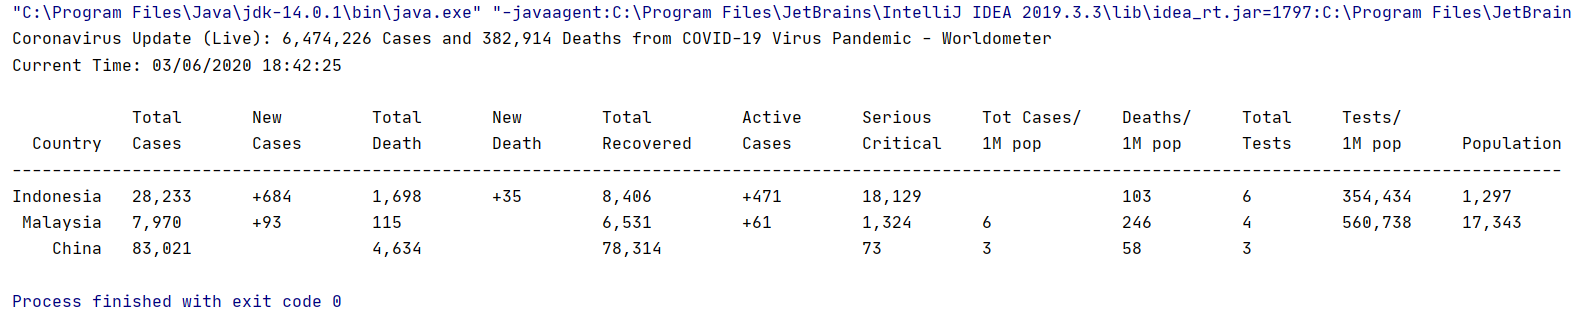 "C:\Program Files\Java\jdk-14.0.1\bin\java.exe" "-javaagent:C:\Program Files\JetBrains\IntelliJ IDEA 2019.3.3\lib\idea_rt.jar=1797:C:\Program Files\JetBrain
Coronavirus Update (Live): 6,474,226 Cases and 382,914 Deaths from COVID-19 Virus Pandemic - Worldometer
Current Time: 03/06/2020 18:42:25
Total New Total New Total Active Serious Tot Cases/ Deaths/ Total Tests/
Country Cases Cases Death Death Recovered Cases Critical 1M pop 1M pop Tests 1M pop Population
-----------------------------------------------------------------------------------------------------------------------------------------------------------
Indonesia 28,233 +684 1,698 +35 8,406 +471 18,129 103 6 354,434 1,297
Malaysia 7,970 +93 115 6,531 +61 1,324 6 246 4 560,738 17,343
China 83,021 4,634 78,314 73 3 58 3
Process finished with exit code 0